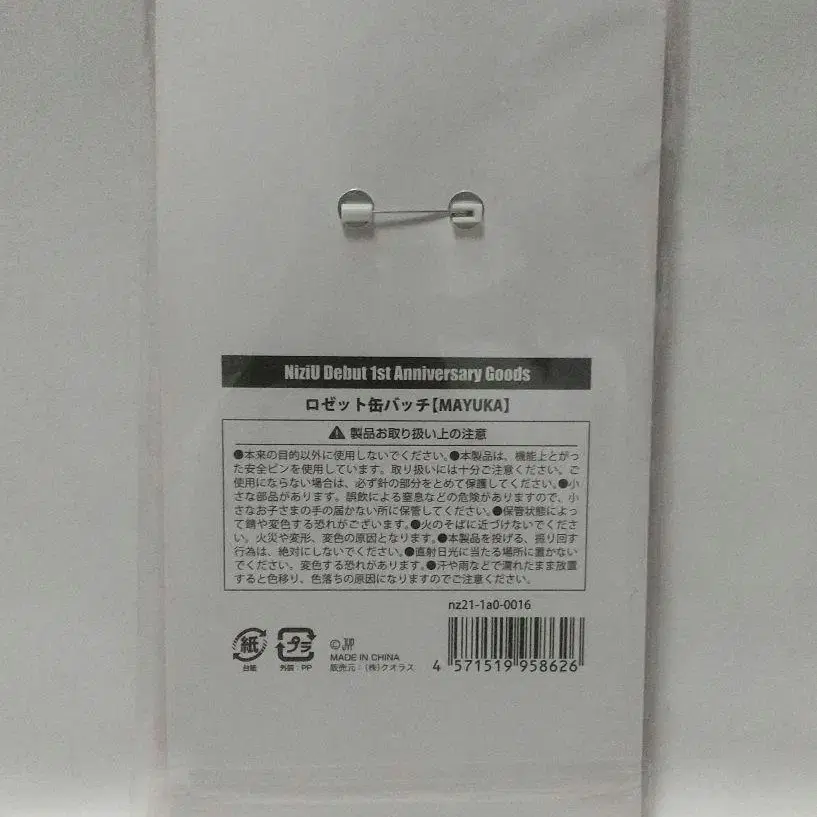 NiziU Debut 1st Anniversary Goods
ロゼット缶バッチ【MAYUKA】
⚠ 製品お取り扱い上の注意
●本来の目的以外に使用しないでください。●本製品は、機能上とがっ
た安全ピンを使用しています。取り扱いには十分ご注意ください。ご
使用にならない場合は、必ず針の部分をとめて保護してください。●小
さな部品があります。誤飲による窒息などの危険がありますので、小
さなお子さまの手の届かない所に保管してください。●保管状態によっ
て錆や変色する恐れがございます。●火のそばに近づけないでくださ
い。火災や変形、変色の原因となります。●本製品を投げる、振り回す
行為は、絶対にしないでください。●直射日光に当たる場所に置かない
でください。変色する恐れがあります。●汗や雨などで濡れたまま放置
すると色移り、色落ちの原因になりますのでご注意ください。
nz21-1a0-0016
紙
台紙
プラ
外装:PP
©JYP
MADE IN CHINA
販売元:(株)クオラス
4 571519 958626